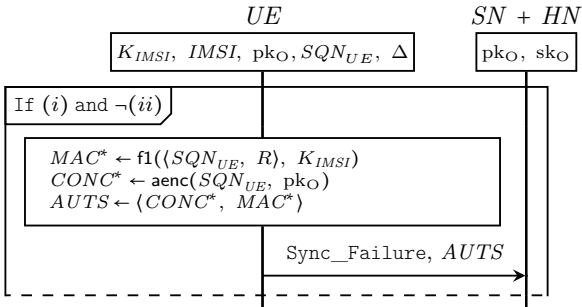 UE SN + HN
K_IMSI, IMSI, pk_O, SQN_UE, Δ pk_O, sk_O
If (i) and ¬(ii)
MAC* ← f1(⟨SQN_UE, R⟩, K_IMSI)
CONC* ← aenc(SQN_UE, pk_O)
AUTS ← ⟨CONC*, MAC*⟩
Sync_Failure, AUTS